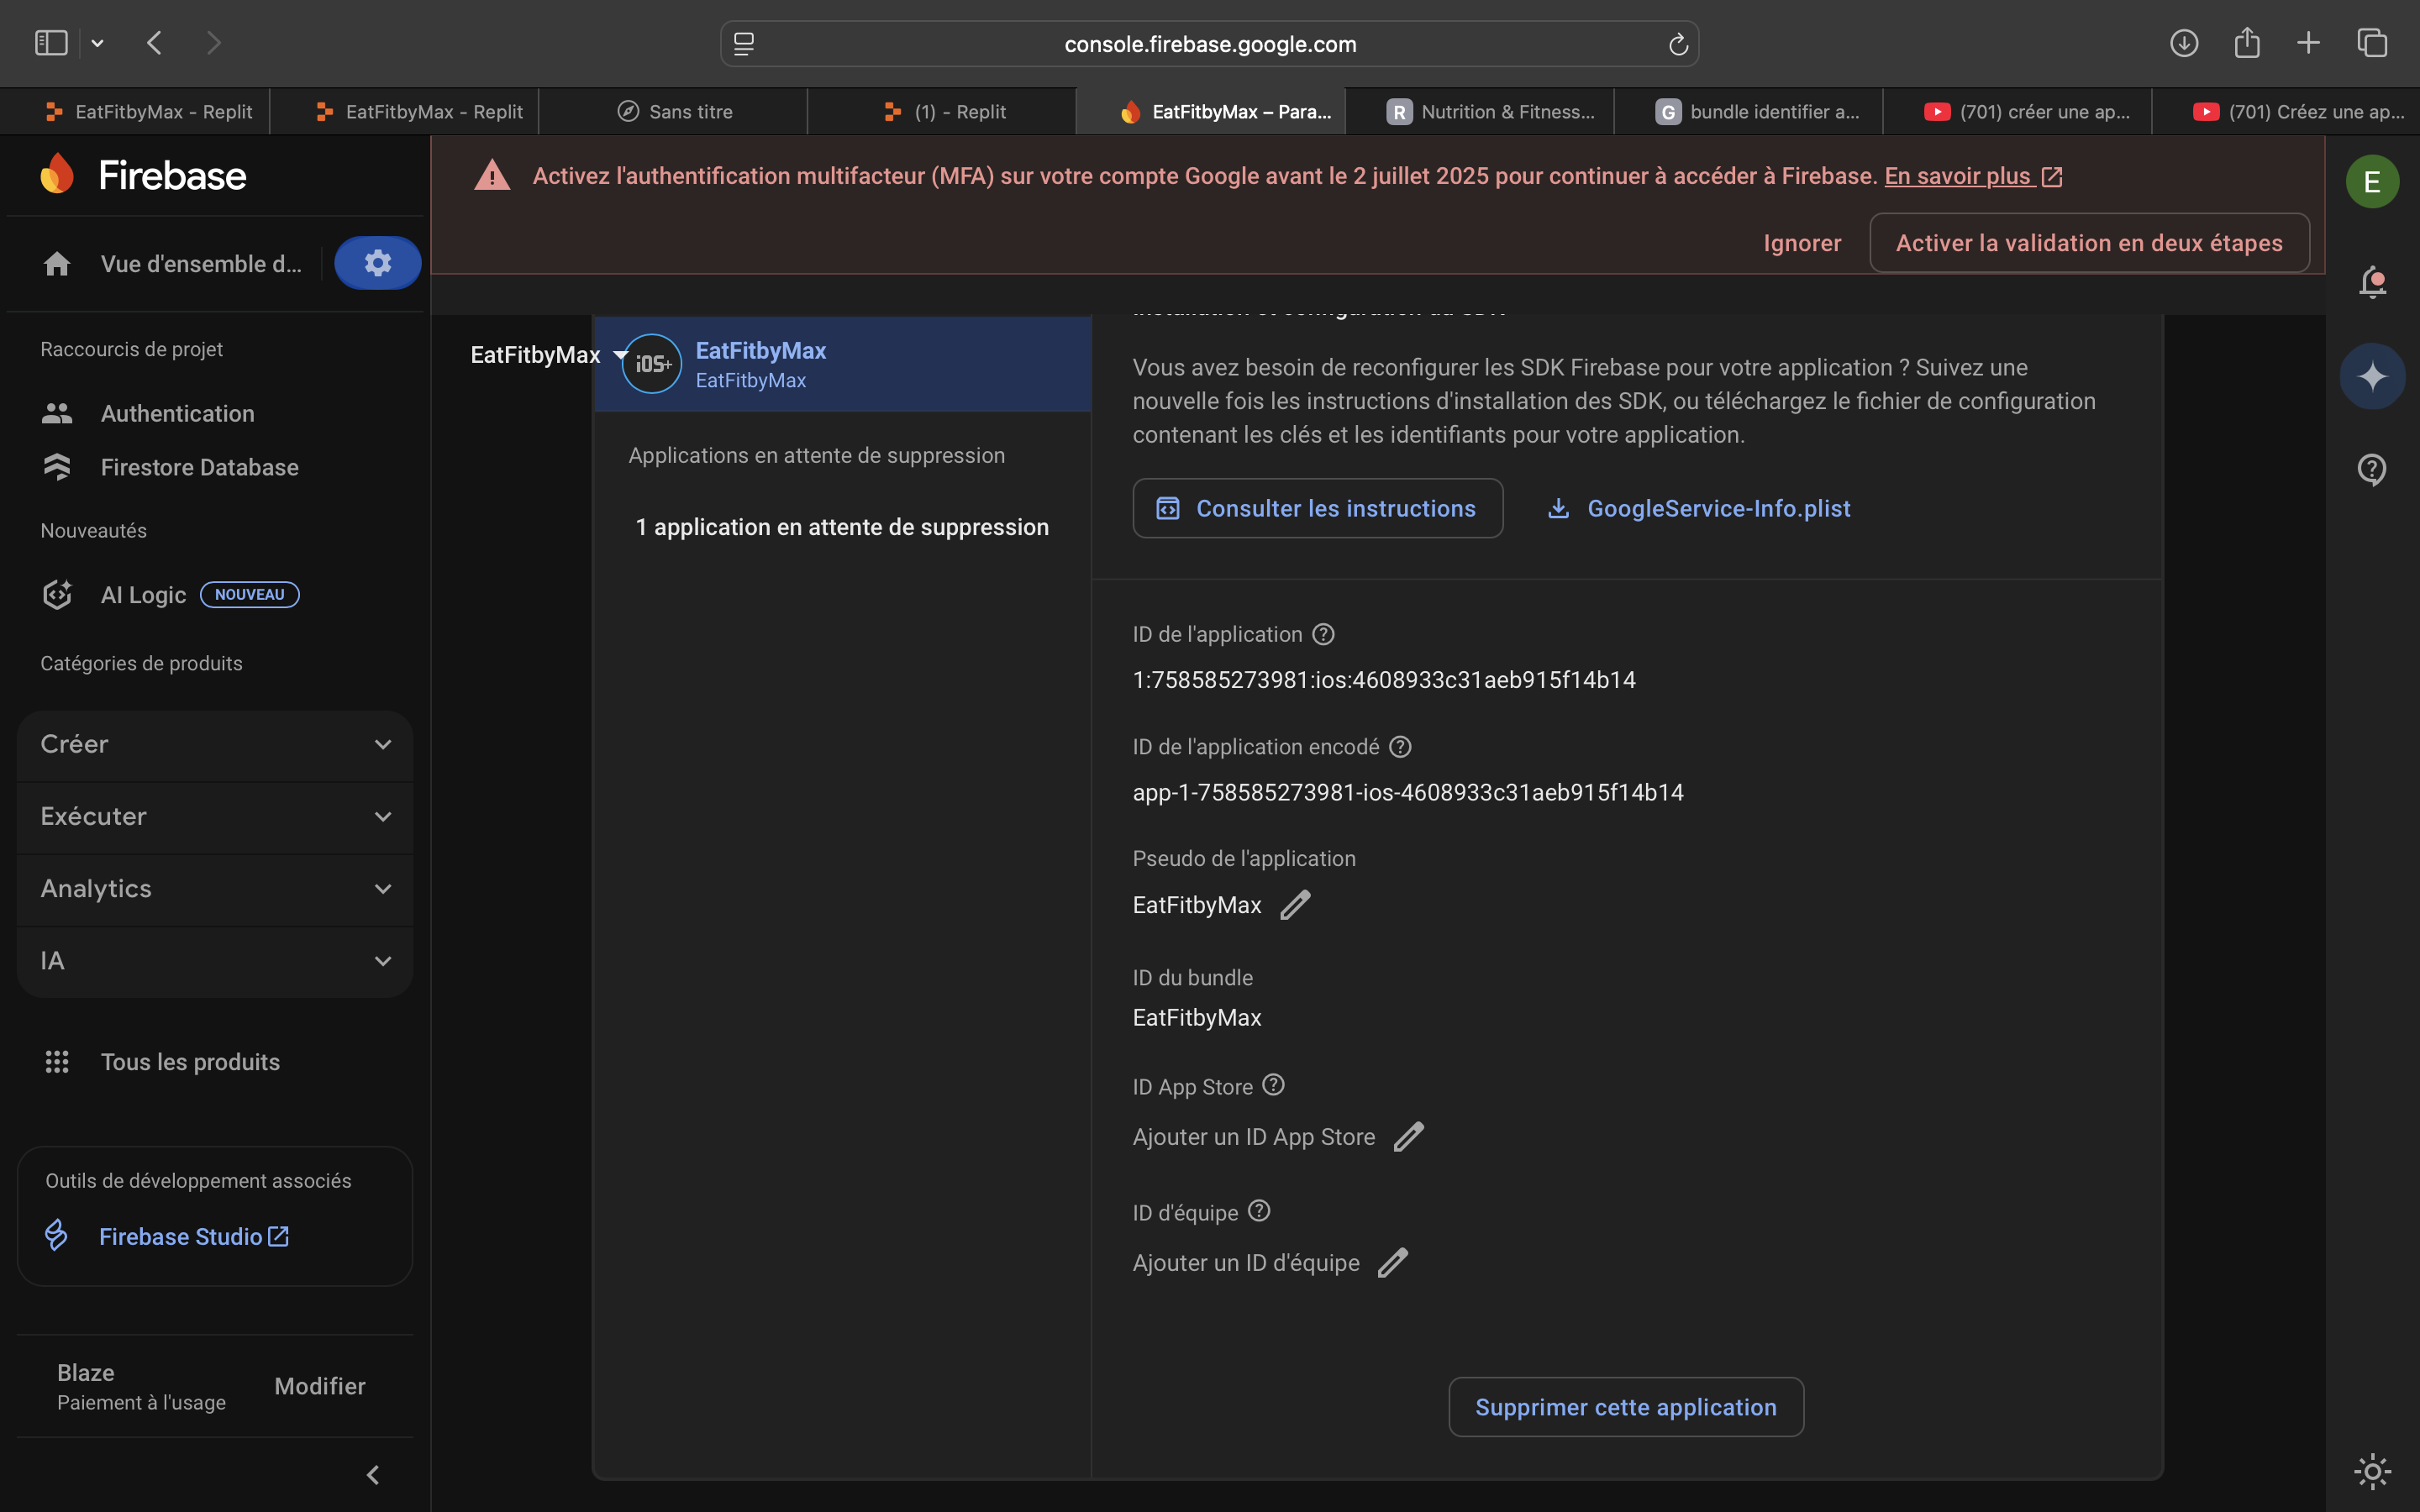 console.firebase.google.com
EatFitbyMax - Replit
EatFitbyMax - Replit
Sans titre
(1) - Replit
EatFitbyMax – Para...
R
Nutrition & Fitness...
G
bundle identifier a...
(701) créer une ap...
(701) Créez une ap...
Firebase
Activez l'authentification multifacteur (MFA) sur votre compte Google avant le 2 juillet 2025 pour continuer à accéder à Firebase. En savoir plus
Ignorer
Activer la validation en deux étapes
E
Vue d'ensemble d...
Raccourcis de projet
Authentication
Firestore Database
Nouveautés
AI Logic
NOUVEAU
Catégories de produits
Créer
Exécuter
Analytics
IA
Tous les produits
Outils de développement associés
Firebase Studio
Blaze
Paiement à l'usage
Modifier
EatFitbyMax
iOS+
EatFitbyMax
EatFitbyMax
Applications en attente de suppression
1 application en attente de suppression
Vous avez besoin de reconfigurer les SDK Firebase pour votre application ? Suivez une
nouvelle fois les instructions d'installation des SDK, ou téléchargez le fichier de configuration
contenant les clés et les identifiants pour votre application.
Consulter les instructions
GoogleService-Info.plist
ID de l'application
1:758585273981:ios:4608933c31aeb915f14b14
ID de l'application encodé
app-1-758585273981-ios-4608933c31aeb915f14b14
Pseudo de l'application
EatFitbyMax
ID du bundle
EatFitbyMax
ID App Store
Ajouter un ID App Store
ID d'équipe
Ajouter un ID d'équipe
Supprimer cette application